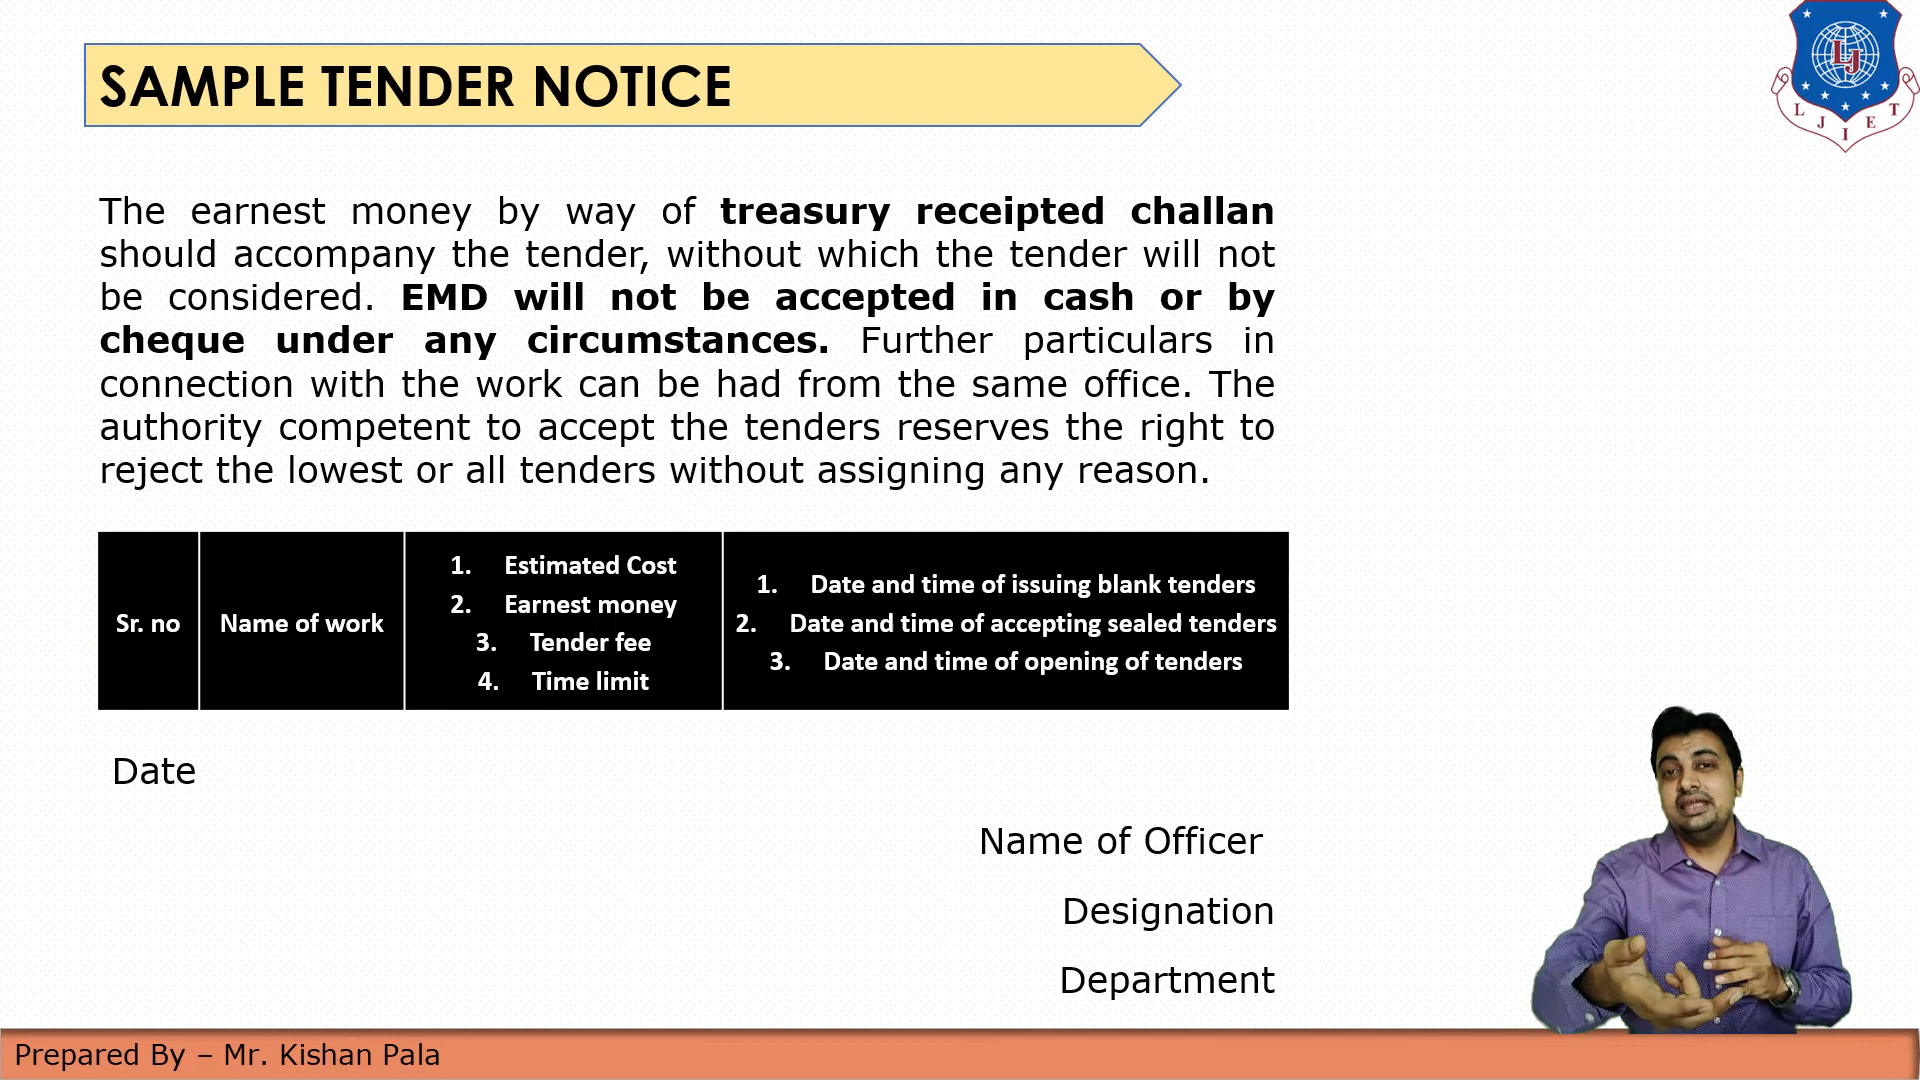 SAMPLE TENDER NOTICE
LJ
L J I E T
The earnest money by way of treasury receipted challan
should accompany the tender, without which the tender will not
be considered. EMD will not be accepted in cash or by
cheque under any circumstances. Further particulars in
connection with the work can be had from the same office. The
authority competent to accept the tenders reserves the right to
reject the lowest or all tenders without assigning any reason.
Sr. no
Name of work
1. Estimated Cost
2. Earnest money
3. Tender fee
4. Time limit
1. Date and time of issuing blank tenders
2. Date and time of accepting sealed tenders
3. Date and time of opening of tenders
Date
Name of Officer
Designation
Department
Prepared By – Mr. Kishan Pala